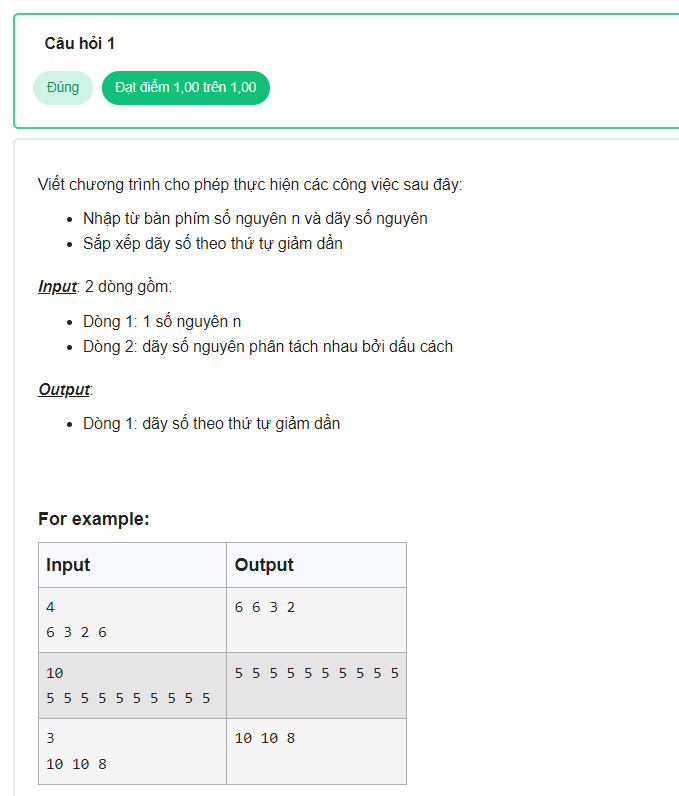 Câu hỏi 1
Đúng
Đạt điểm 1,00 trên 1,00
Viết chương trình cho phép thực hiện các công việc sau đây:
• Nhập từ bàn phím số nguyên n và dãy số nguyên
• Sắp xếp dãy số theo thứ tự giảm dần
Input: 2 dòng gồm:
• Dòng 1: 1 số nguyên n
• Dòng 2: dãy số nguyên phân tách nhau bởi dấu cách
Output:
• Dòng 1: dãy số theo thứ tự giảm dần
For example:
Input Output
4 6 6 3 2
6 3 2 6
10 5 5 5 5 5 5 5 5 5 5
5 5 5 5 5 5 5 5 5 5
3 10 10 8
10 10 8